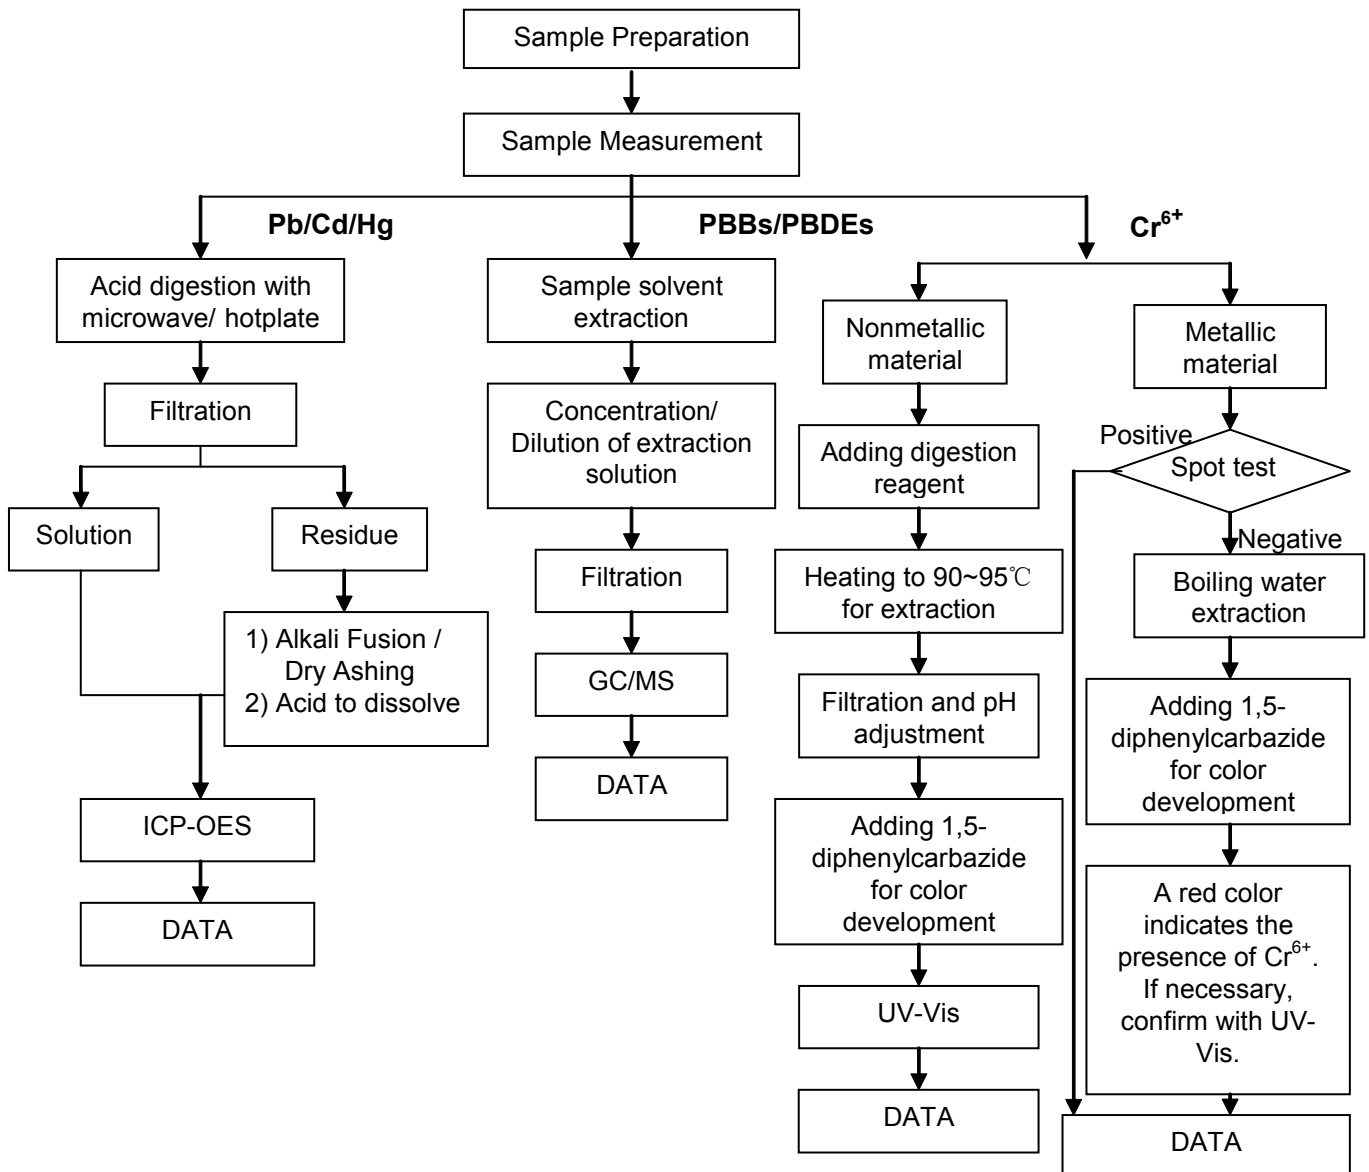 Sample Preparation
Sample Measurement
Pb/Cd/Hg
PBBs/PBDEs
Cr⁶⁺
Acid digestion with
microwave/ hotplate
Filtration
Solution
Residue
1) Alkali Fusion /
Dry Ashing
2) Acid to dissolve
ICP-OES
DATA
Sample solvent
extraction
Concentration/
Dilution of extraction
solution
Filtration
GC/MS
DATA
Nonmetallic
material
Adding digestion
reagent
Heating to 90~95℃
for extraction
Filtration and pH
adjustment
Adding 1,5-
diphenylcarbazide
for color
development
UV-Vis
DATA
Metallic
material
Positive
Spot test
Negative
Boiling water
extraction
Adding 1,5-
diphenylcarbazide
for color
development
A red color
indicates the
presence of Cr⁶⁺.
If necessary,
confirm with UV-
Vis.
DATA